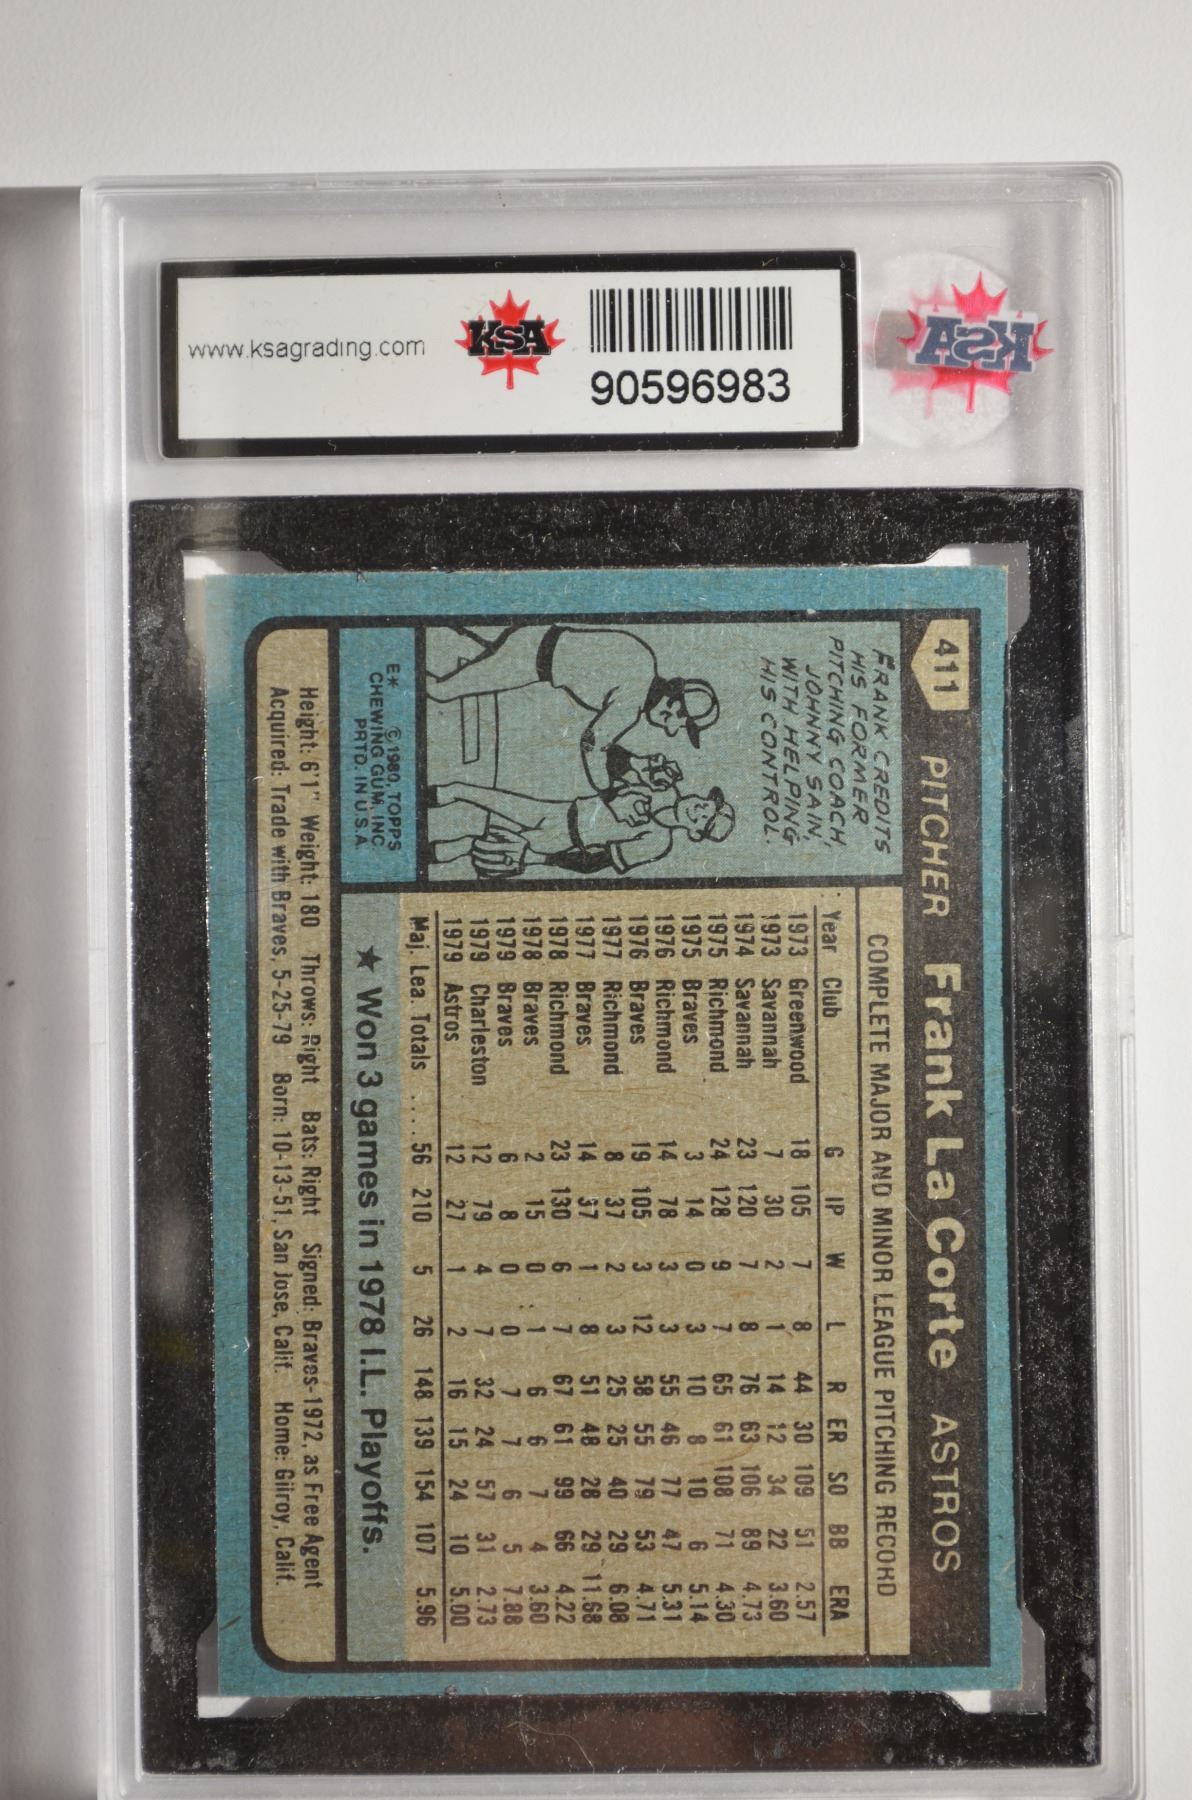 www.ksagrading.com
KSA
90596983
KSA
411 PITCHER Frank La Corte ASTROS
FRANK CREDITS
HIS FORMER
PITCHING COACH
JOHNNY SAIN,
WITH HELPING
HIS CONTROL.
E* © 1980, TOPPS
CHEWING GUM, INC.
PRTD. IN U.S.A.
COMPLETE MAJOR AND MINOR LEAGUE PITCHING RECORD
Year Club G IP W L R ER SO BB ERA
1973 Greenwood 18 105 7 8 44 30 109 51 2.57
1973 Savannah 7 30 2 1 14 12 34 22 3.60
1974 Savannah 23 120 7 8 76 63 106 89 4.73
1975 Richmond 24 128 9 7 65 61 108 71 4.30
1975 Braves 3 14 0 3 10 8 10 6 5.14
1976 Richmond 14 78 3 3 55 46 77 47 5.31
1976 Braves 19 105 3 12 58 55 79 53 4.71
1977 Richmond 8 37 2 3 25 25 40 29 6.08
1977 Braves 14 37 1 8 51 48 28 29 11.68
1978 Richmond 23 130 6 7 67 61 99 66 4.22
1978 Braves 2 15 0 1 6 6 7 4 3.60
1979 Braves 6 8 0 0 7 7 6 5 7.88
1979 Charleston 12 79 4 7 32 24 57 31 2.73
1979 Astros 12 27 1 2 16 15 24 10 5.00
Maj. Lea. Totals .... 56 210 5 26 148 139 154 107 5.96
★ Won 3 games in 1978 I.L. Playoffs.
Height: 6'1" Weight: 180 Throws: Right Bats: Right Signed: Braves-1972, as Free Agent
Acquired: Trade with Braves, 5-25-79 Born: 10-13-51, San Jose, Calif. Home: Gilroy, Calif.